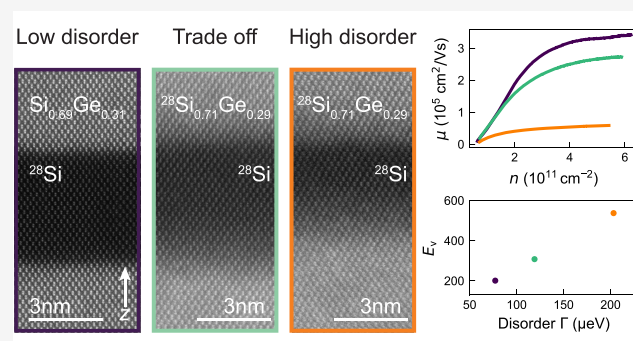 Low disorder
Trade off
High disorder
Si0.69Ge0.31
28Si
3nm
z
28Si0.71Ge0.29
28Si
3nm
28Si0.71Ge0.29
28Si
3nm
μ (10^5 cm^2/Vs)
3
2
1
0
2
4
6
n (10^11 cm^−2)
Ev
600
400
200
50
100
150
200
Disorder Γ (μeV)